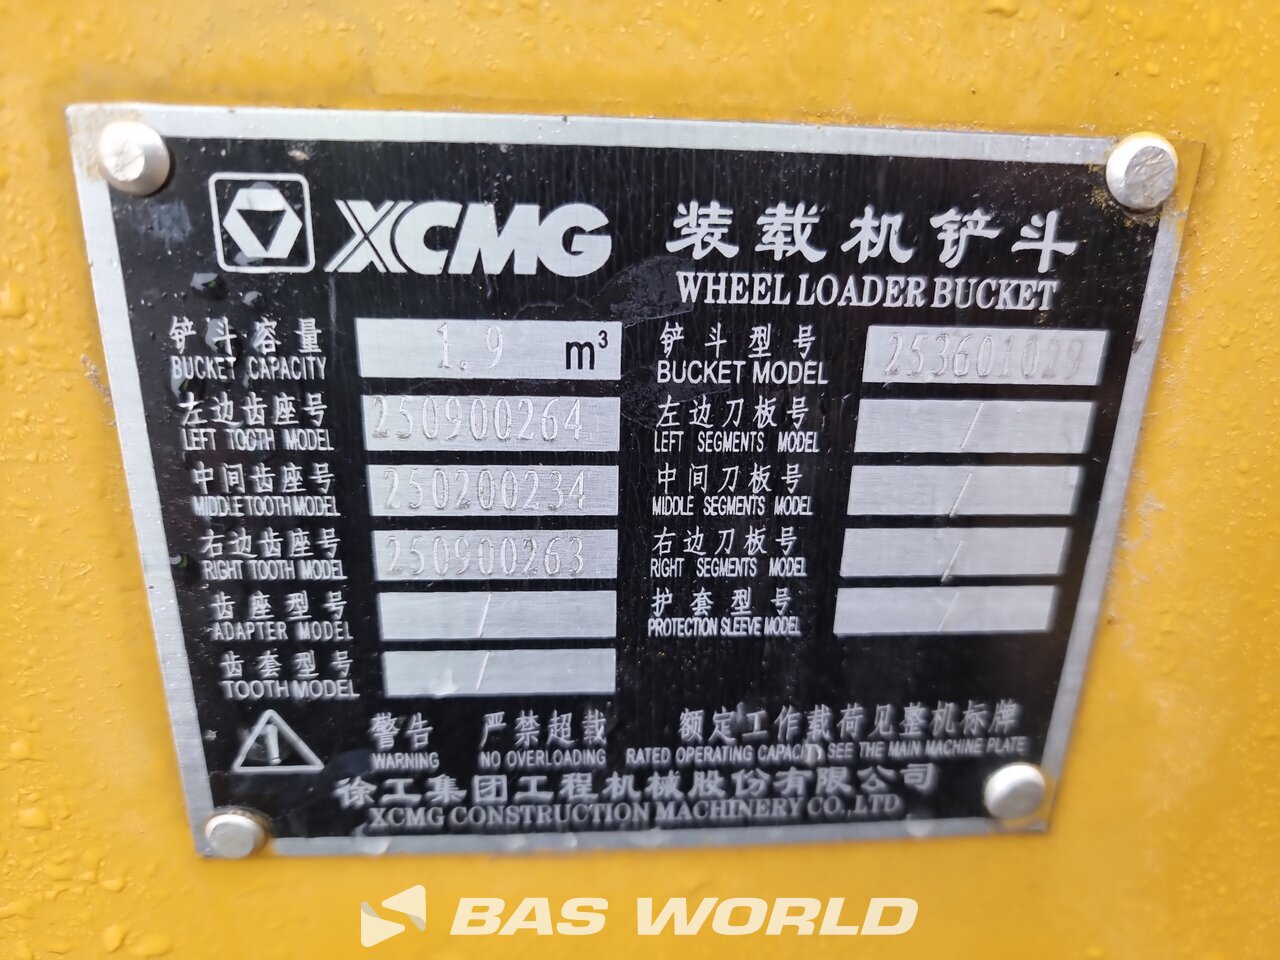 XCMG 装载机铲斗
WHEEL LOADER BUCKET
铲斗容量 1.9 m³
BUCKET CAPACITY
铲斗型号 253601029
BUCKET MODEL
左边齿座号 250900264
LEFT TOOTH MODEL
左边刀板号 /
LEFT SEGMENTS MODEL
中间齿座号 250200234
MIDDLE TOOTH MODEL
中间刀板号 /
MIDDLE SEGMENTS MODEL
右边齿座号 250900263
RIGHT TOOTH MODEL
右边刀板号 /
RIGHT SEGMENTS MODEL
齿座型号 /
ADAPTER MODEL
护套型号 /
PROTECTION SLEEVE MODEL
齿套型号 /
TOOTH MODEL
警告 严禁超载 额定工作载荷见整机标牌
WARNING NO OVERLOADING RATED OPERATING CAPACITY SEE THE MAIN MACHINE PLATE
徐工集团工程机械股份有限公司
XCMG CONSTRUCTION MACHINERY CO.,LTD
BAS WORLD